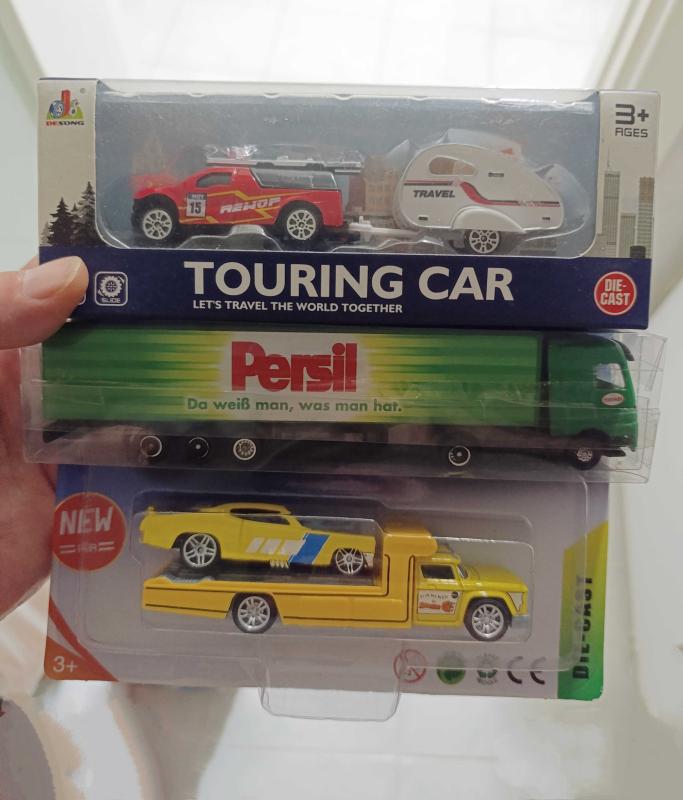 DESONG
3+
AGES
15
REHOF
TRAVEL
SLIDE
TOURING CAR
LET'S TRAVEL THE WORLD TOGETHER
DIE-
CAST
Persil
Da weiß man, was man hat.
NEW
3+
DIE-CAST
CE